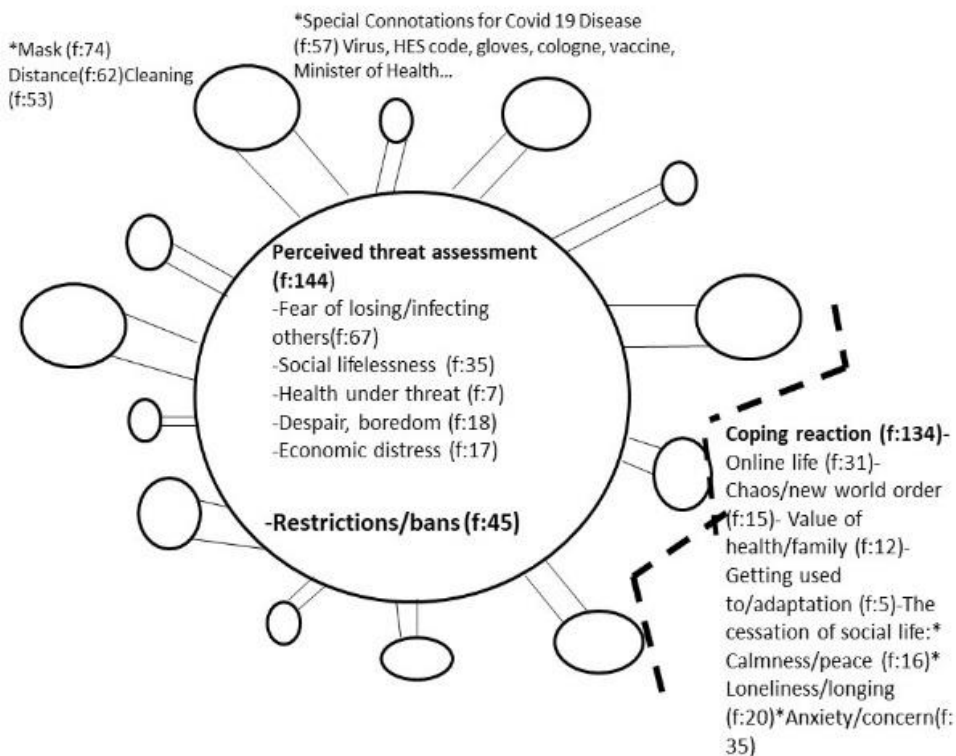 *Mask (f:74)
Distance(f:62)Cleaning
(f:53)
*Special Connotations for Covid 19 Disease
(f:57) Virus, HES code, gloves, cologne, vaccine,
Minister of Health...
Perceived threat assessment
(f:144)
-Fear of losing/infecting
others(f:67)
-Social lifelessness (f:35)
-Health under threat (f:7)
-Despair, boredom (f:18)
-Economic distress (f:17)
-Restrictions/bans (f:45)
Coping reaction (f:134)-
Online life (f:31)-
Chaos/new world order
(f:15)- Value of
health/family (f:12)-
Getting used
to/adaptation (f:5)-The
cessation of social life:*
Calmness/peace (f:16)*
Loneliness/longing
(f:20)*Anxiety/concern(f:
35)